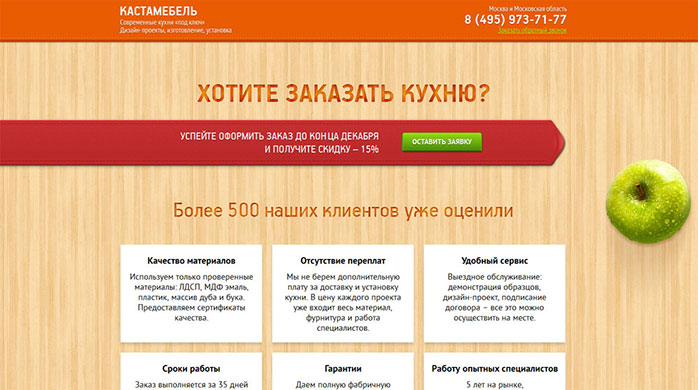 КАСТАМЕБЕЛЬ
Современные кухни «под ключ»
Дизайн-проекты, изготовление, установка
Москва и Московская область
8 (495) 973-71-77
Заказать обратный звонок
ХОТИТЕ ЗАКАЗАТЬ КУХНЮ?
УСПЕЙТЕ ОФОРМИТЬ ЗАКАЗ ДО КОНЦА ДЕКАБРЯ
И ПОЛУЧИТЕ СКИДКУ – 15%
ОСТАВИТЬ ЗАЯВКУ
Более 500 наших клиентов уже оценили
Качество материалов
Используем только проверенные
материалы: ЛДСП, МДФ эмаль,
пластик, массив дуба и бука.
Предоставляем сертификаты
качества.
Отсутствие переплат
Мы не берем дополнительную
плату за доставку и установку
кухни. В цену каждого проекта
уже входит весь материал,
фурнитура и работа
специалистов.
Удобный сервис
Выездное обслуживание:
демонстрация образцов,
дизайн-проект, подписание
договора – все это можно
осуществить на месте.
Сроки работы
Заказ выполняется за 35 дней
Гарантии
Даем полную фабричную
Работу опытных специалистов
5 лет на рынке,